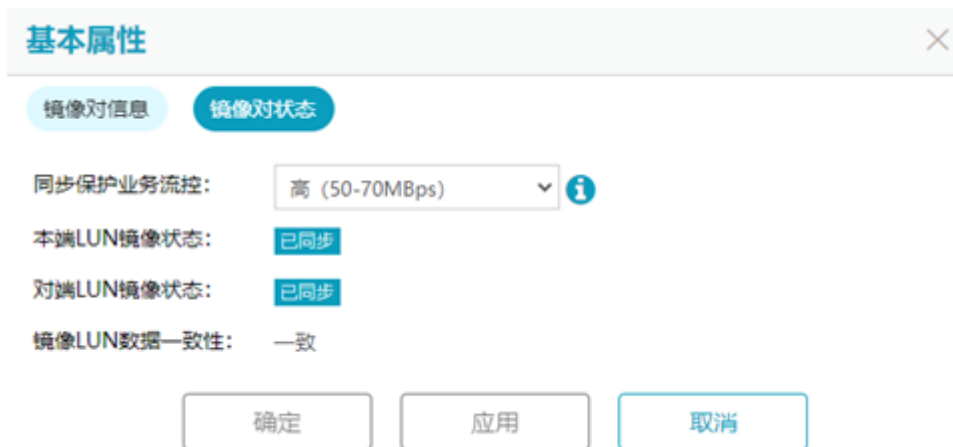 基本属性
镜像对信息 镜像对状态
同步保护业务流控： 高（50-70MBps）
本端LUN镜像状态： 已同步
对端LUN镜像状态： 已同步
镜像LUN数据一致性： 一致
确定 应用 取消